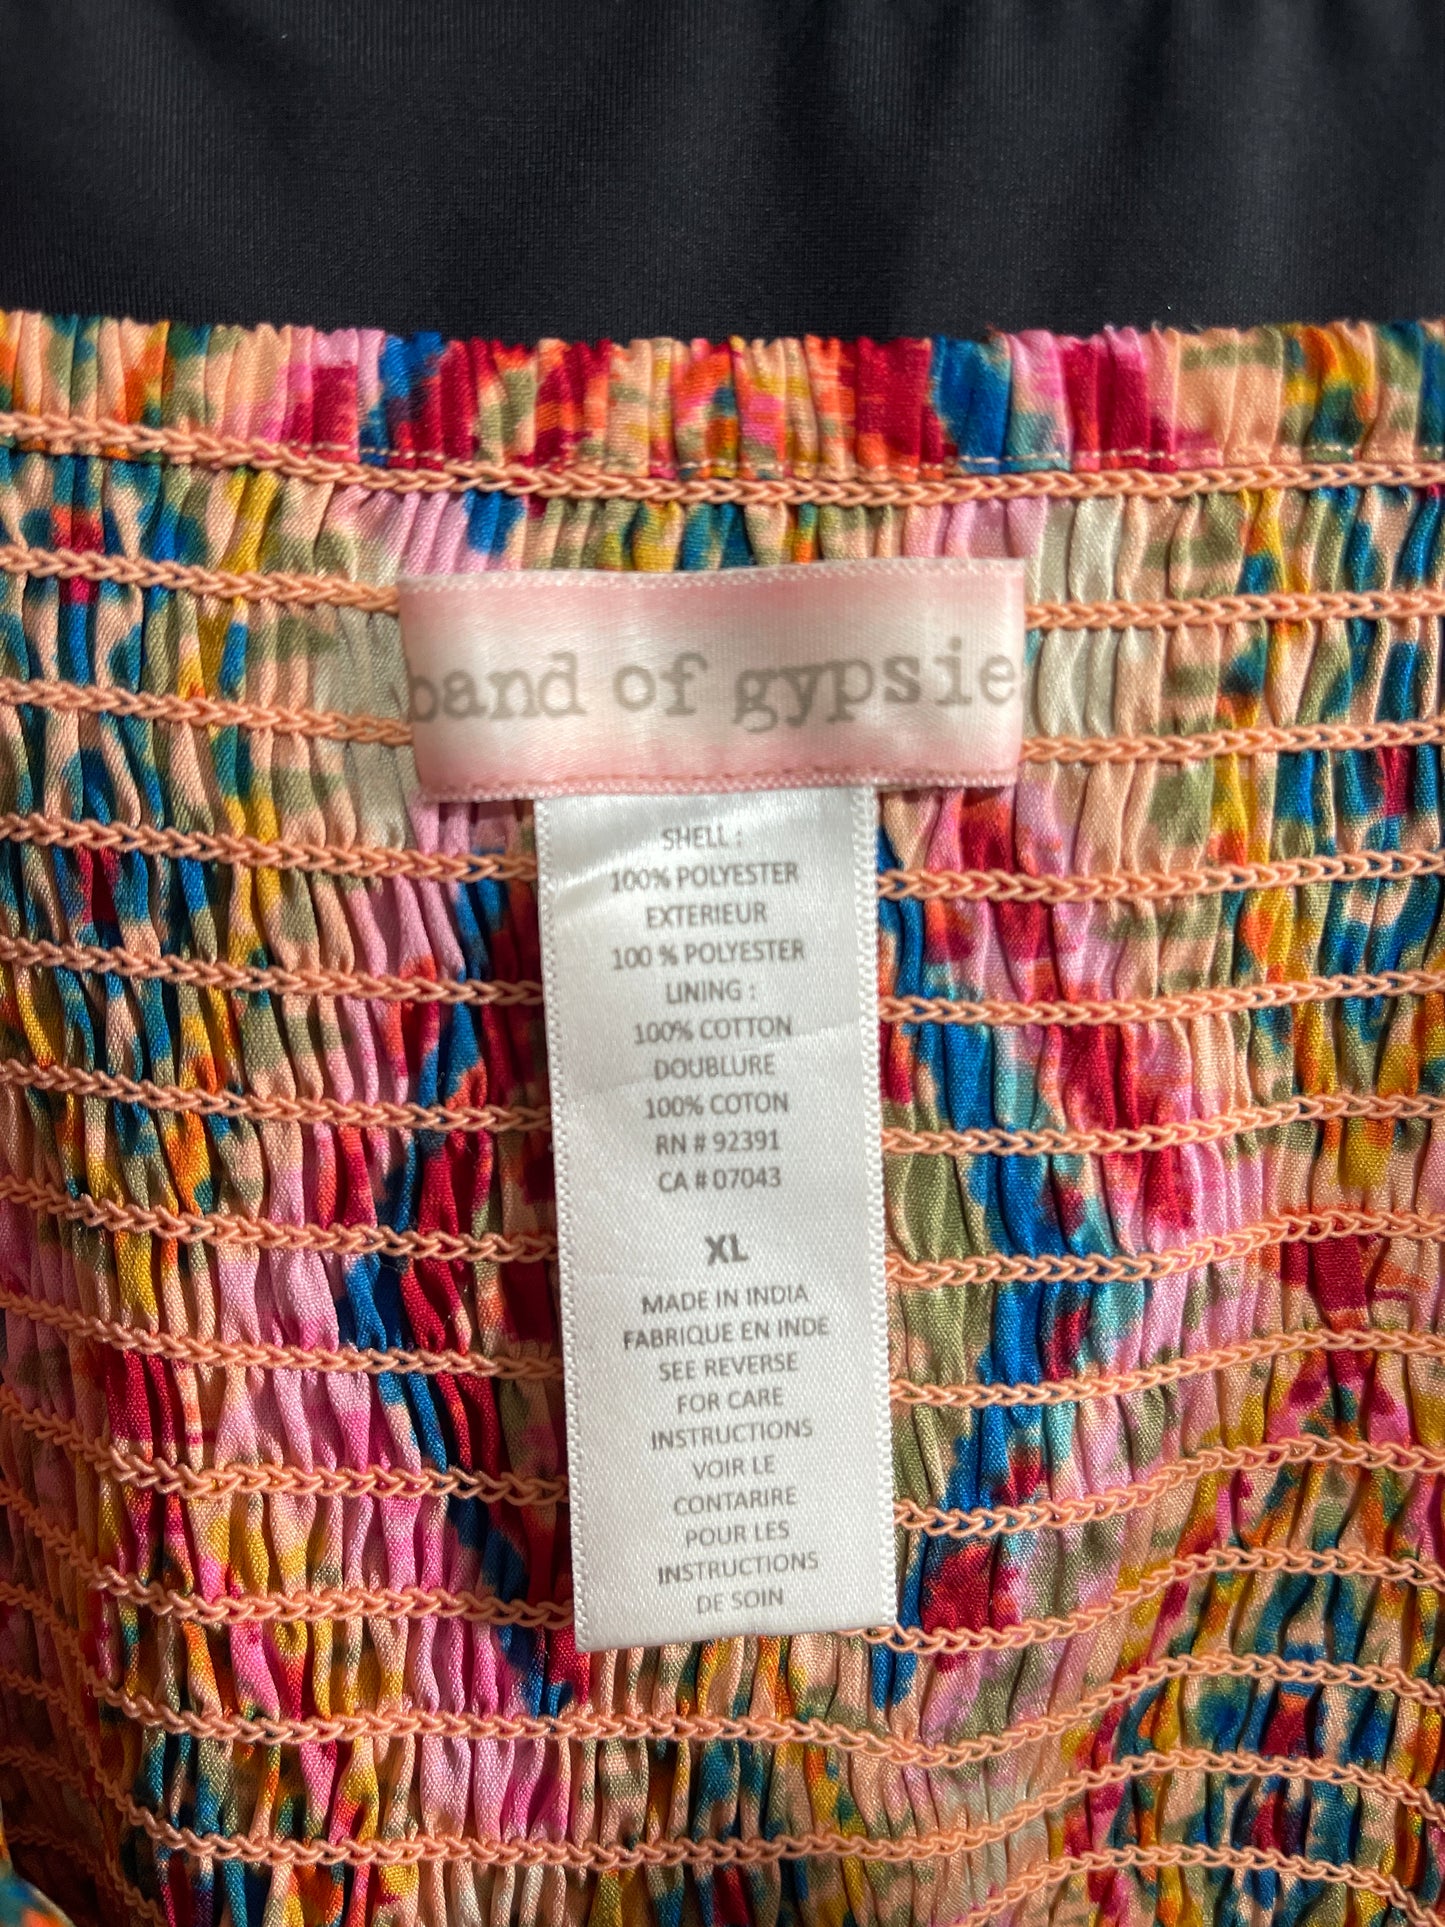 band of gypsie
SHELL :
100% POLYESTER
EXTERIEUR
100 % POLYESTER
LINING :
100% COTTON
DOUBLURE
100% COTON
RN # 92391
CA # 07043
XL
MADE IN INDIA
FABRIQUE EN INDE
SEE REVERSE
FOR CARE
INSTRUCTIONS
VOIR LE
CONTARIRE
POUR LES
INSTRUCTIONS
DE SOIN